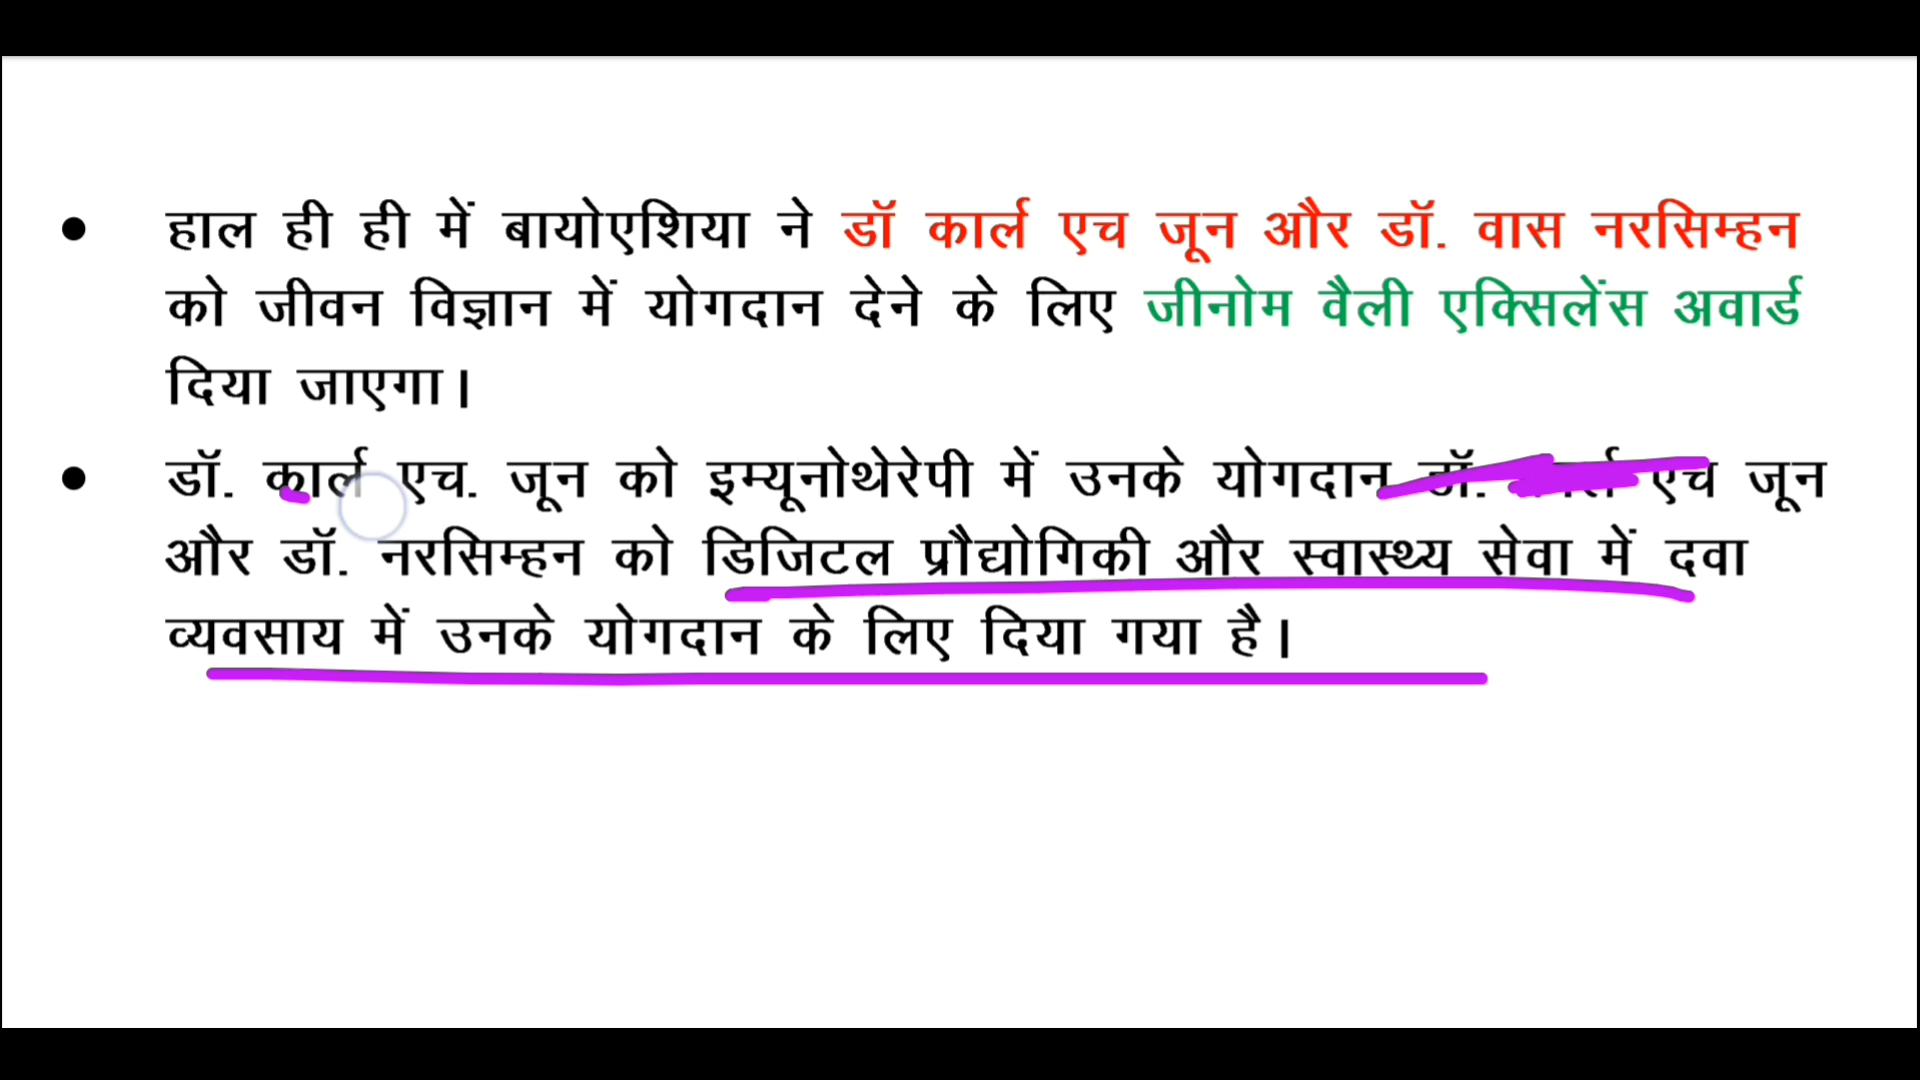 हाल ही ही में बायोएशिया ने डॉ कार्ल एच जून और डॉ. वास नरसिम्हन
को जीवन विज्ञान में योगदान देने के लिए जीनोम वैली एक्सिलेंस अवार्ड
दिया जाएगा।
डॉ. कार्ल एच. जून को इम्यूनोथेरेपी में उनके योगदान डॉ. एच जून
और डॉ. नरसिम्हन को डिजिटल प्रौद्योगिकी और स्वास्थ्य सेवा में दवा
व्यवसाय में उनके योगदान के लिए दिया गया है।